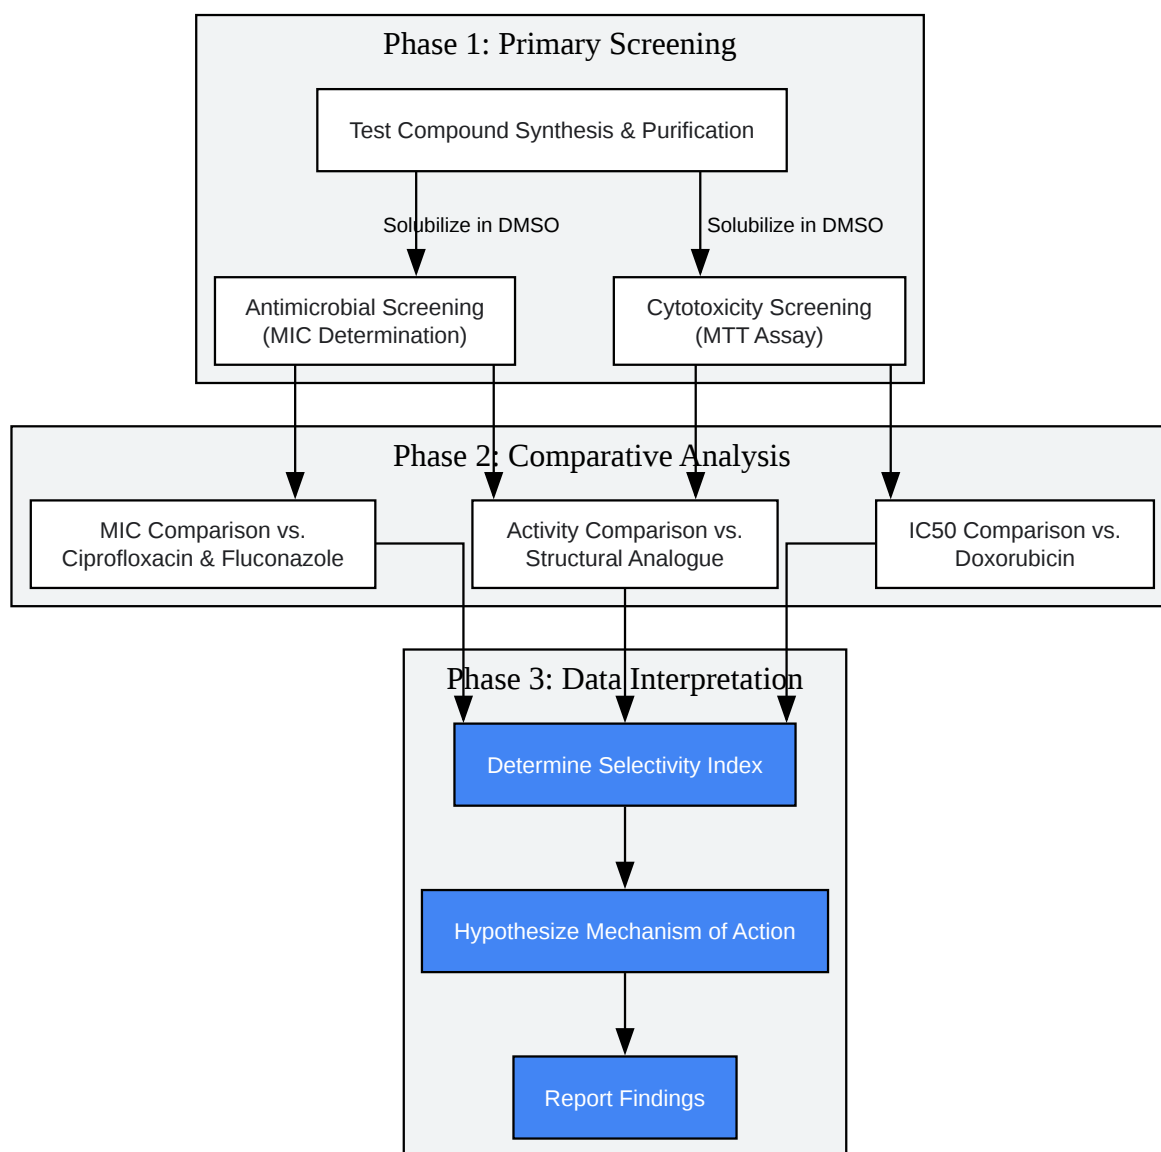 Phase 1: Primary Screening
Test Compound Synthesis & Purification
Solubilize in DMSO
Solubilize in DMSO
Antimicrobial Screening
(MIC Determination)
Cytotoxicity Screening
(MTT Assay)
Phase 2: Comparative Analysis
MIC Comparison vs.
Ciprofloxacin & Fluconazole
Activity Comparison vs.
Structural Analogue
IC50 Comparison vs.
Doxorubicin
Phase 3: Data Interpretation
Determine Selectivity Index
Hypothesize Mechanism of Action
Report Findings